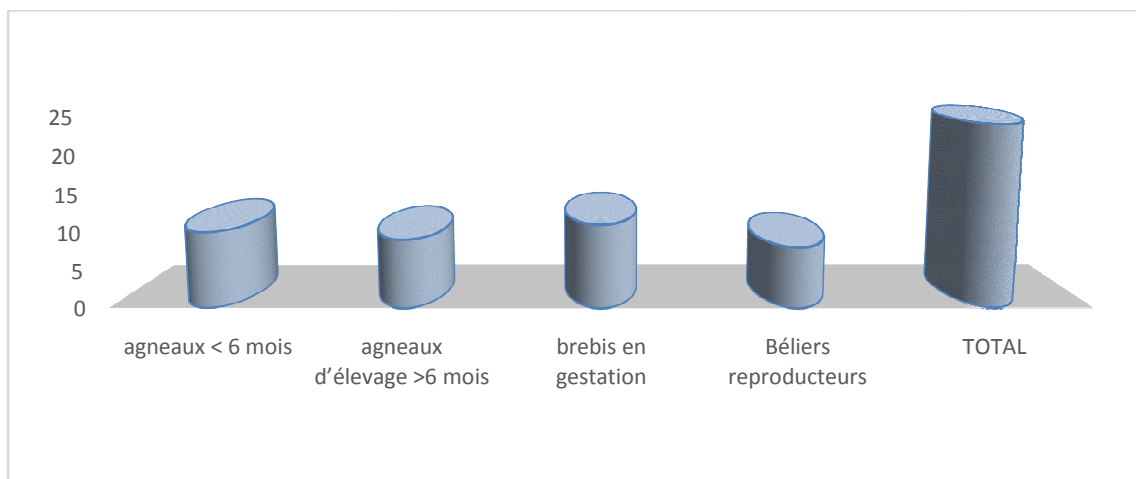 25
20
15
10
5
0
agneaux < 6 mois
agneaux
d’élevage >6 mois
brebis en
gestation
Béliers
reproducteurs
TOTAL